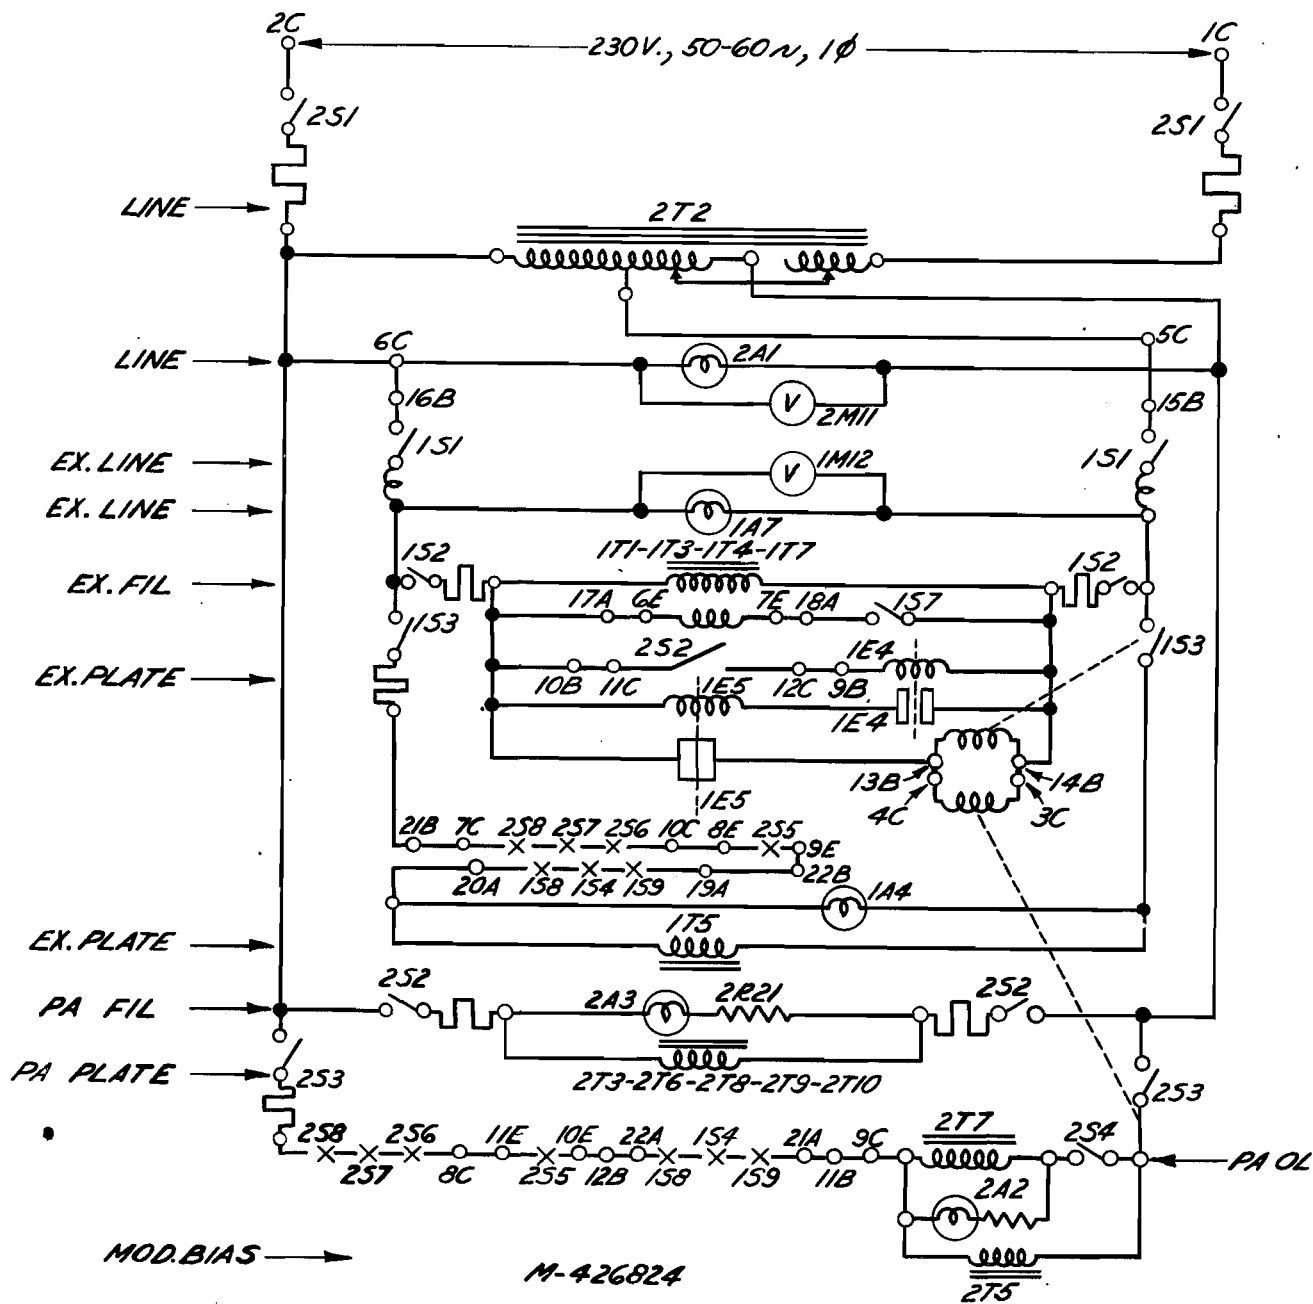 2C
230V., 50-60~, 1ϕ
1C
2S1
2S1
LINE
2T2
6C
5C
LINE
2A1
16B
V
2M11
15B
1S1
1S1
EX. LINE
1M12
V
EX. LINE
1A7
1T1-1T3-1T4-1T7
1S2
1S2
EX. FIL
17A
6E
7E
18A
1S7
1S3
2S2
1E4
1S3
EX. PLATE
10B
11C
1E5
12C
9B
1E4
13B
14B
1E5
4C
3C
21B
7C
2S8
2S7
2S6
10C
8E
2S5
9E
20A
1S8
1S4
1S9
19A
22B
1A4
1T5
EX. PLATE
2S2
2S2
PA FIL
2A3
2R21
PA PLATE
2S3
2T3-2T6-2T8-2T9-2T10
2S3
2S8
2S6
11E
10E
22A
1S4
21A
9C
2T7
2S4
2S7
8C
2S5
12B
1S8
1S9
11B
PA OL
2A2
MOD. BIAS
M-426824
2T5